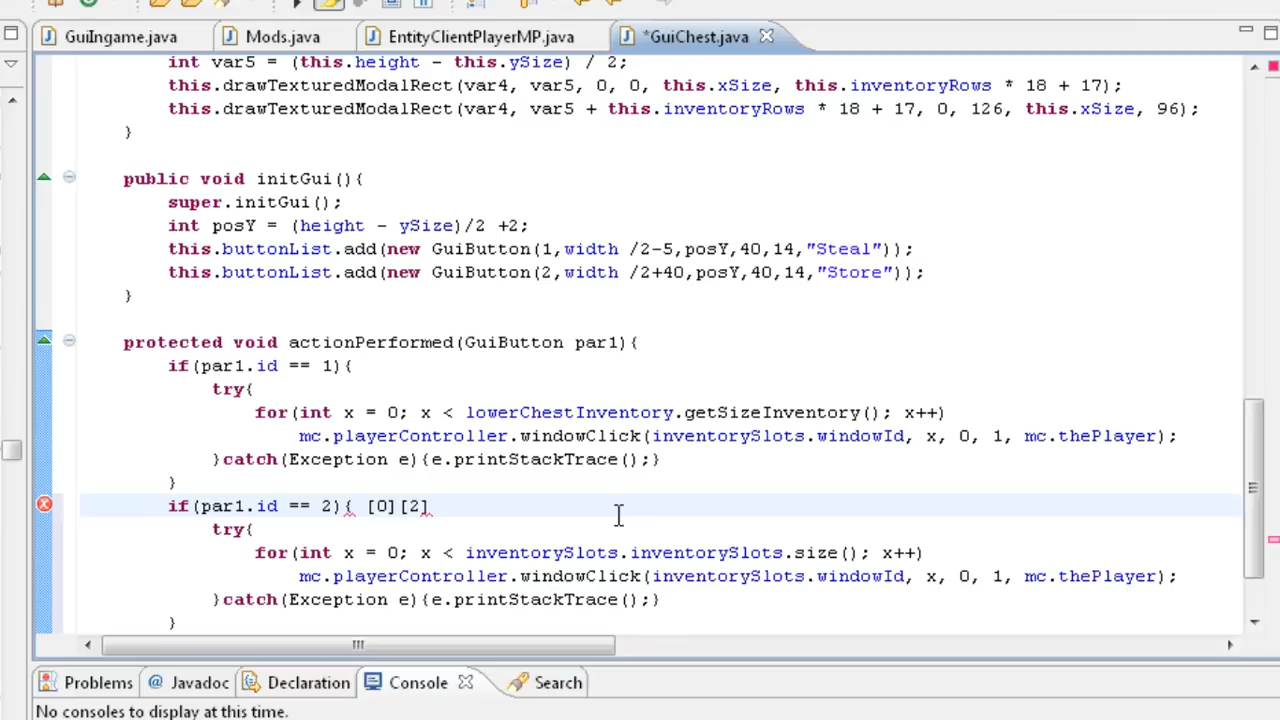 GuiIngame.java Mods.java EntityClientPlayerMP.java *GuiChest.java
int var5 = (this.height - this.ySize) / 2;
this.drawTexturedModalRect(var4, var5, 0, 0, this.xSize, this.inventoryRows * 18 + 17);
this.drawTexturedModalRect(var4, var5 + this.inventoryRows * 18 + 17, 0, 126, this.xSize, 96);
}
public void initGui(){
super.initGui();
int posY = (height - ySize)/2 +2;
this.buttonList.add(new GuiButton(1,width /2-5,posY,40,14,"Steal"));
this.buttonList.add(new GuiButton(2,width /2+40,posY,40,14,"Store"));
}
protected void actionPerformed(GuiButton par1){
if(par1.id == 1){
try{
for(int x = 0; x < lowerChestInventory.getSizeInventory(); x++)
mc.playerController.windowClick(inventorySlots.windowId, x, 0, 1, mc.thePlayer);
}catch(Exception e){e.printStackTrace();}
}
if(par1.id == 2){ [0][2]
try{
for(int x = 0; x < inventorySlots.inventorySlots.size(); x++)
mc.playerController.windowClick(inventorySlots.windowId, x, 0, 1, mc.thePlayer);
}catch(Exception e){e.printStackTrace();}
}
Problems @ Javadoc Declaration Console Search
No consoles to display at this time.